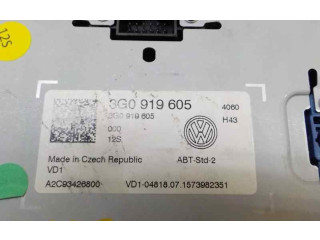 12S
3G0 919 605
4060
3G0 919 605
H43
000
12S
Made in Czech Republic
ABT-Std-2
VD1
A2C93426800
VD1-04818.07.1573982351